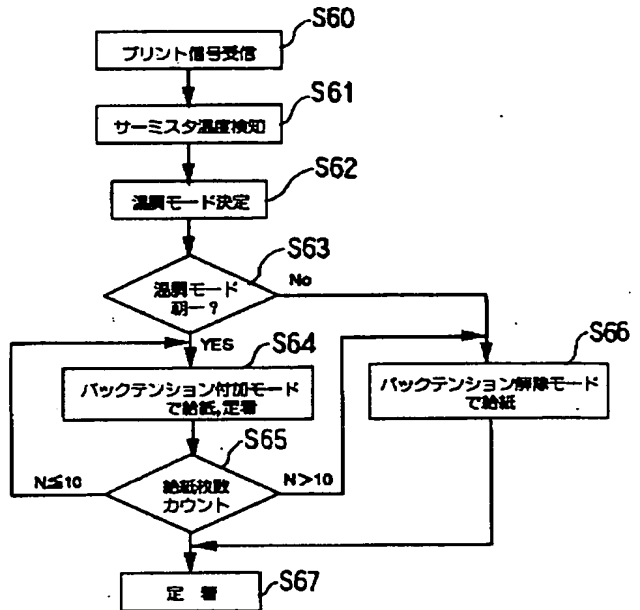 S60
プリント信号受信
S61
サーミスタ温度検知
S62
温調モード決定
S63
温調モード
朝一?
No
YES
S64
バックテンション付加モード
で給紙,定着
S66
バックテンション解除モード
で給紙
S65
給紙枚数
カウント
N≦10
N>10
S67
定 着